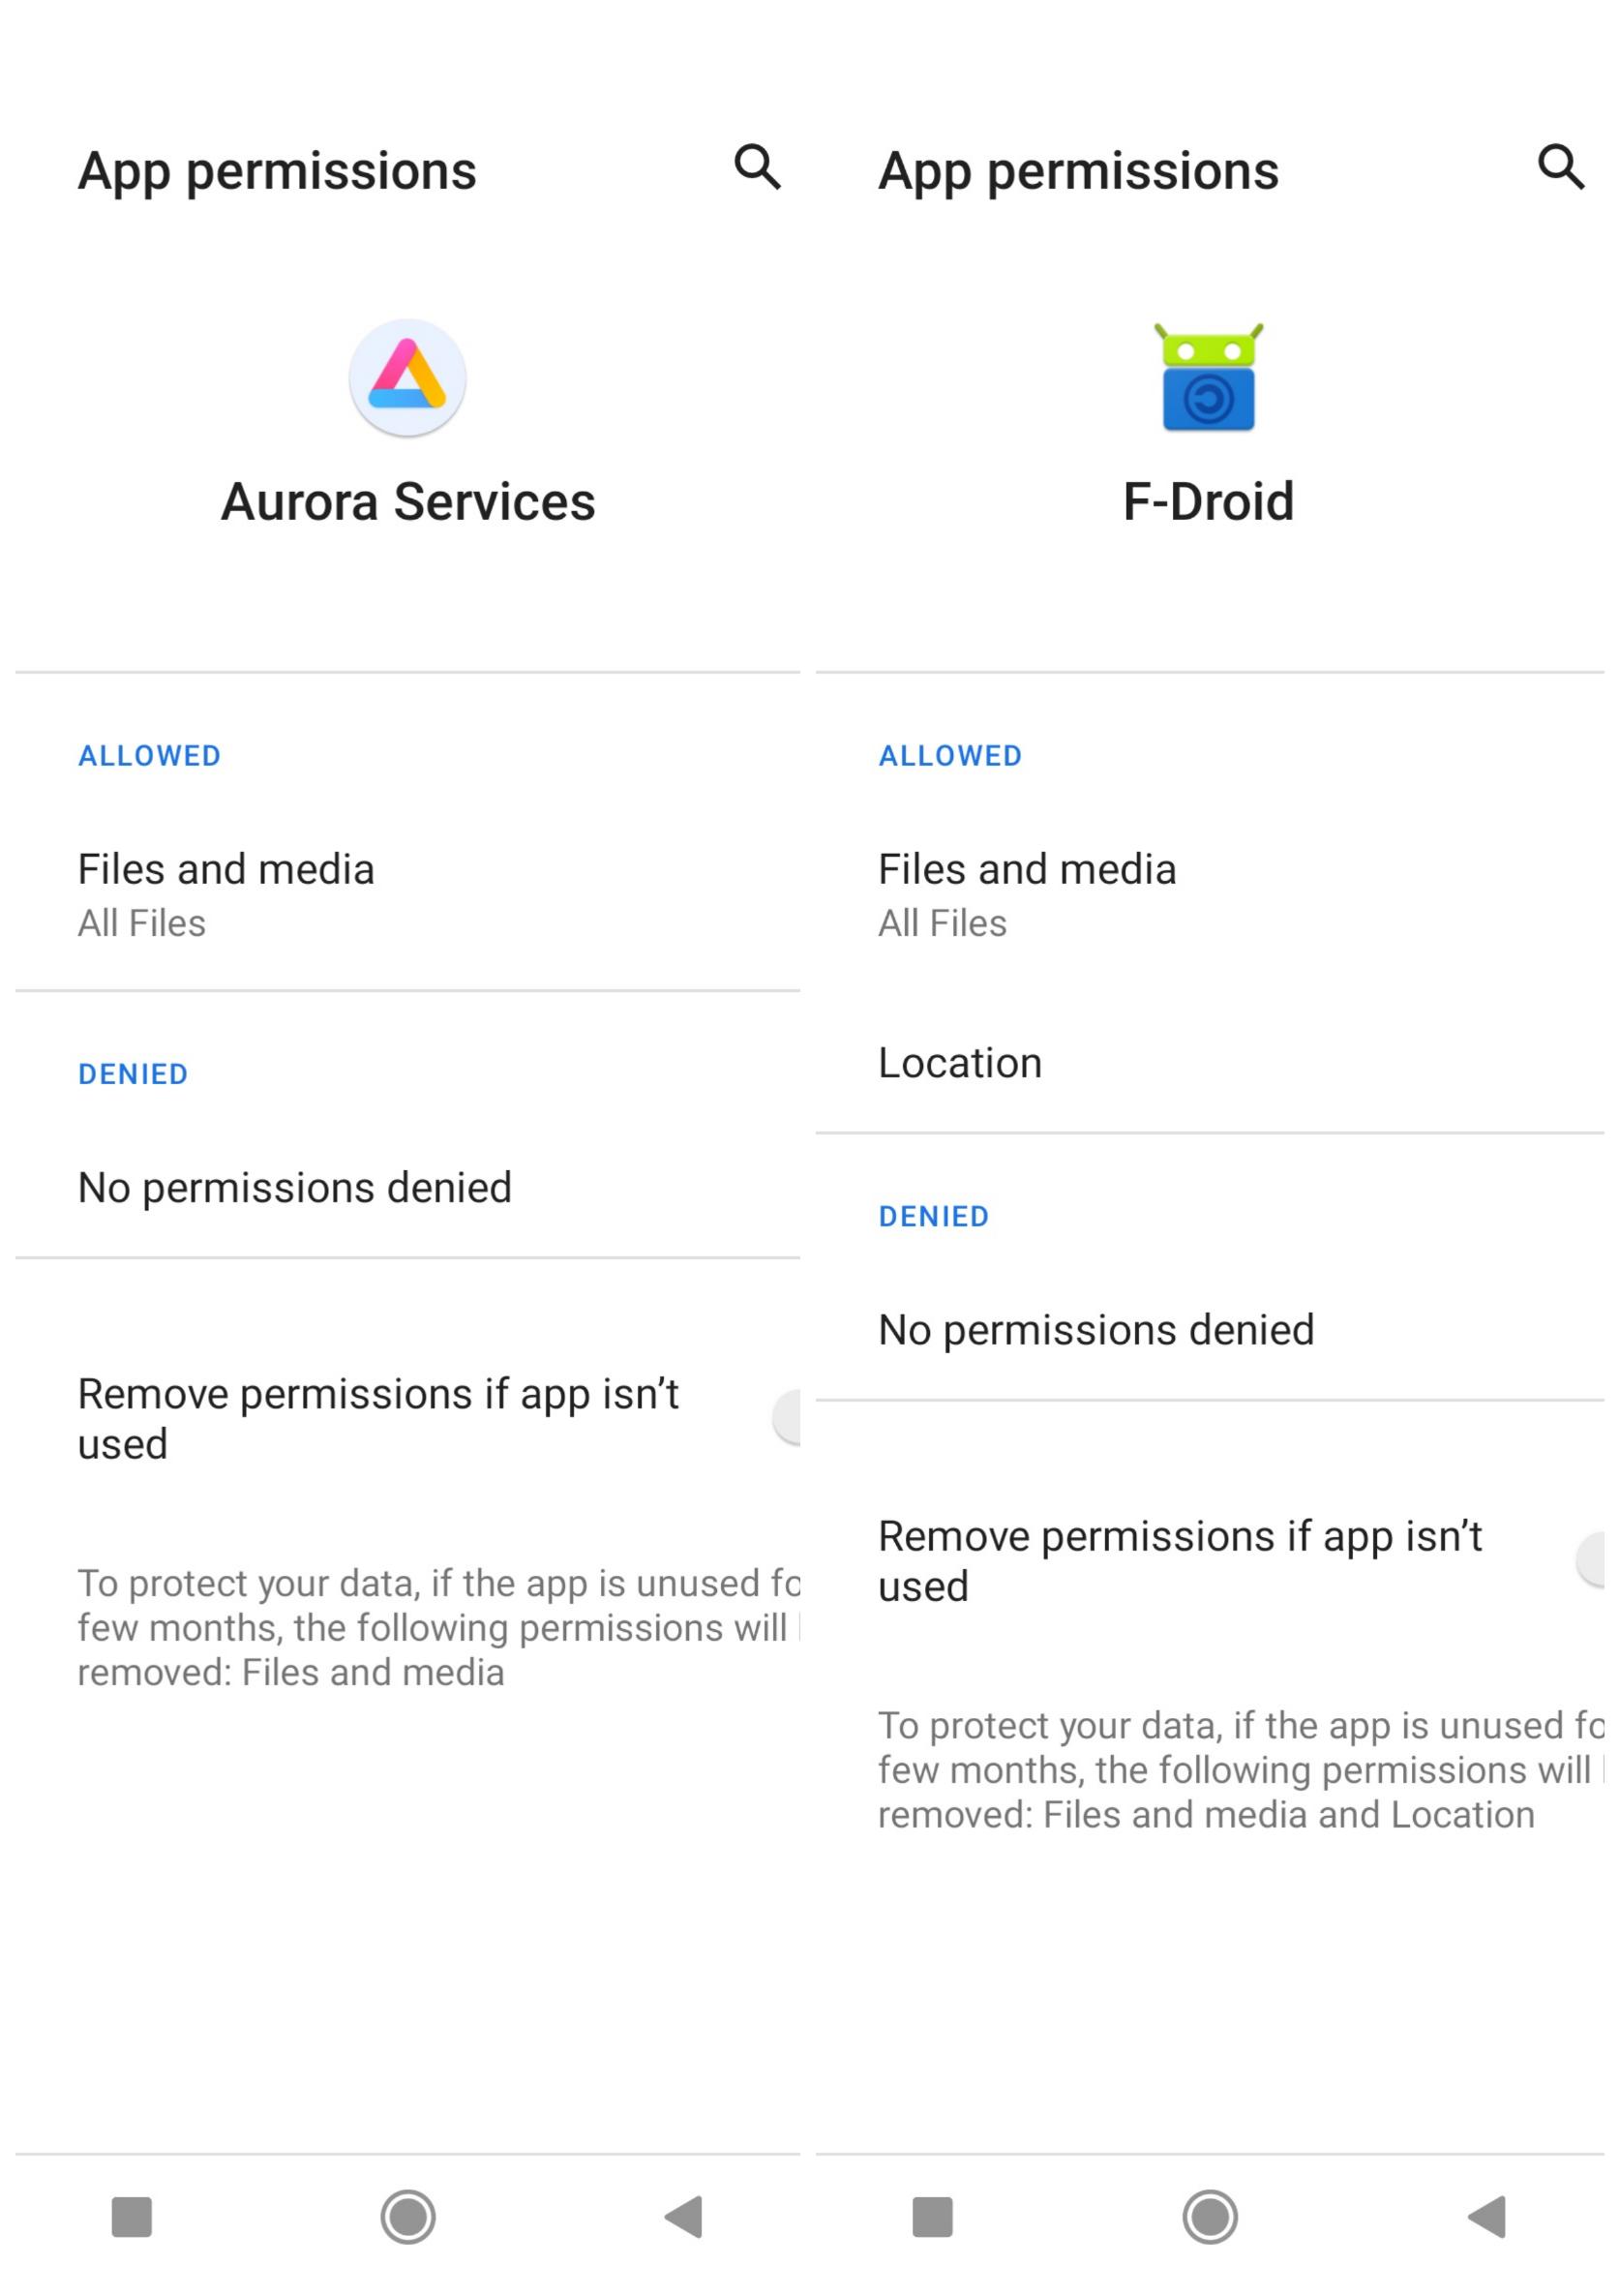 App permissions
Aurora Services
ALLOWED
Files and media
All Files
DENIED
No permissions denied
Remove permissions if app isn’t
used
To protect your data, if the app is unused fo
few months, the following permissions will
removed: Files and media
App permissions
F-Droid
ALLOWED
Files and media
All Files
Location
DENIED
No permissions denied
Remove permissions if app isn’t
used
To protect your data, if the app is unused fo
few months, the following permissions will
removed: Files and media and Location